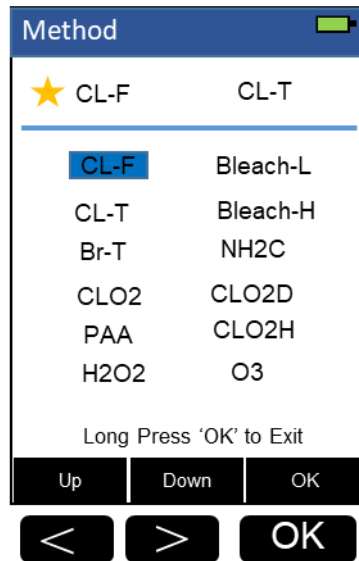 Method
CL-F CL-T
CL-F Bleach-L
CL-T Bleach-H
Br-T NH2C
CLO2 CLO2D
PAA CLO2H
H2O2 O3
Long Press ‘OK’ to Exit
Up Down OK
< > OK